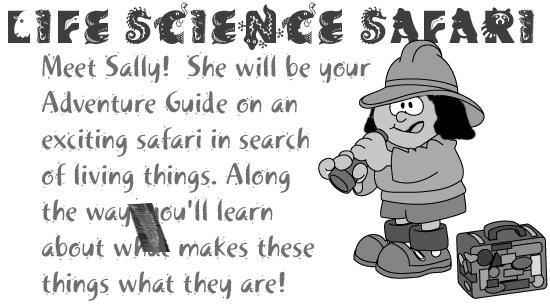 LIFE SCIENCE SAFARI
Meet Sally! She will be your
Adventure Guide on an
exciting safari in search
of living things. Along
the way you'll learn
about what makes these
things what they are!